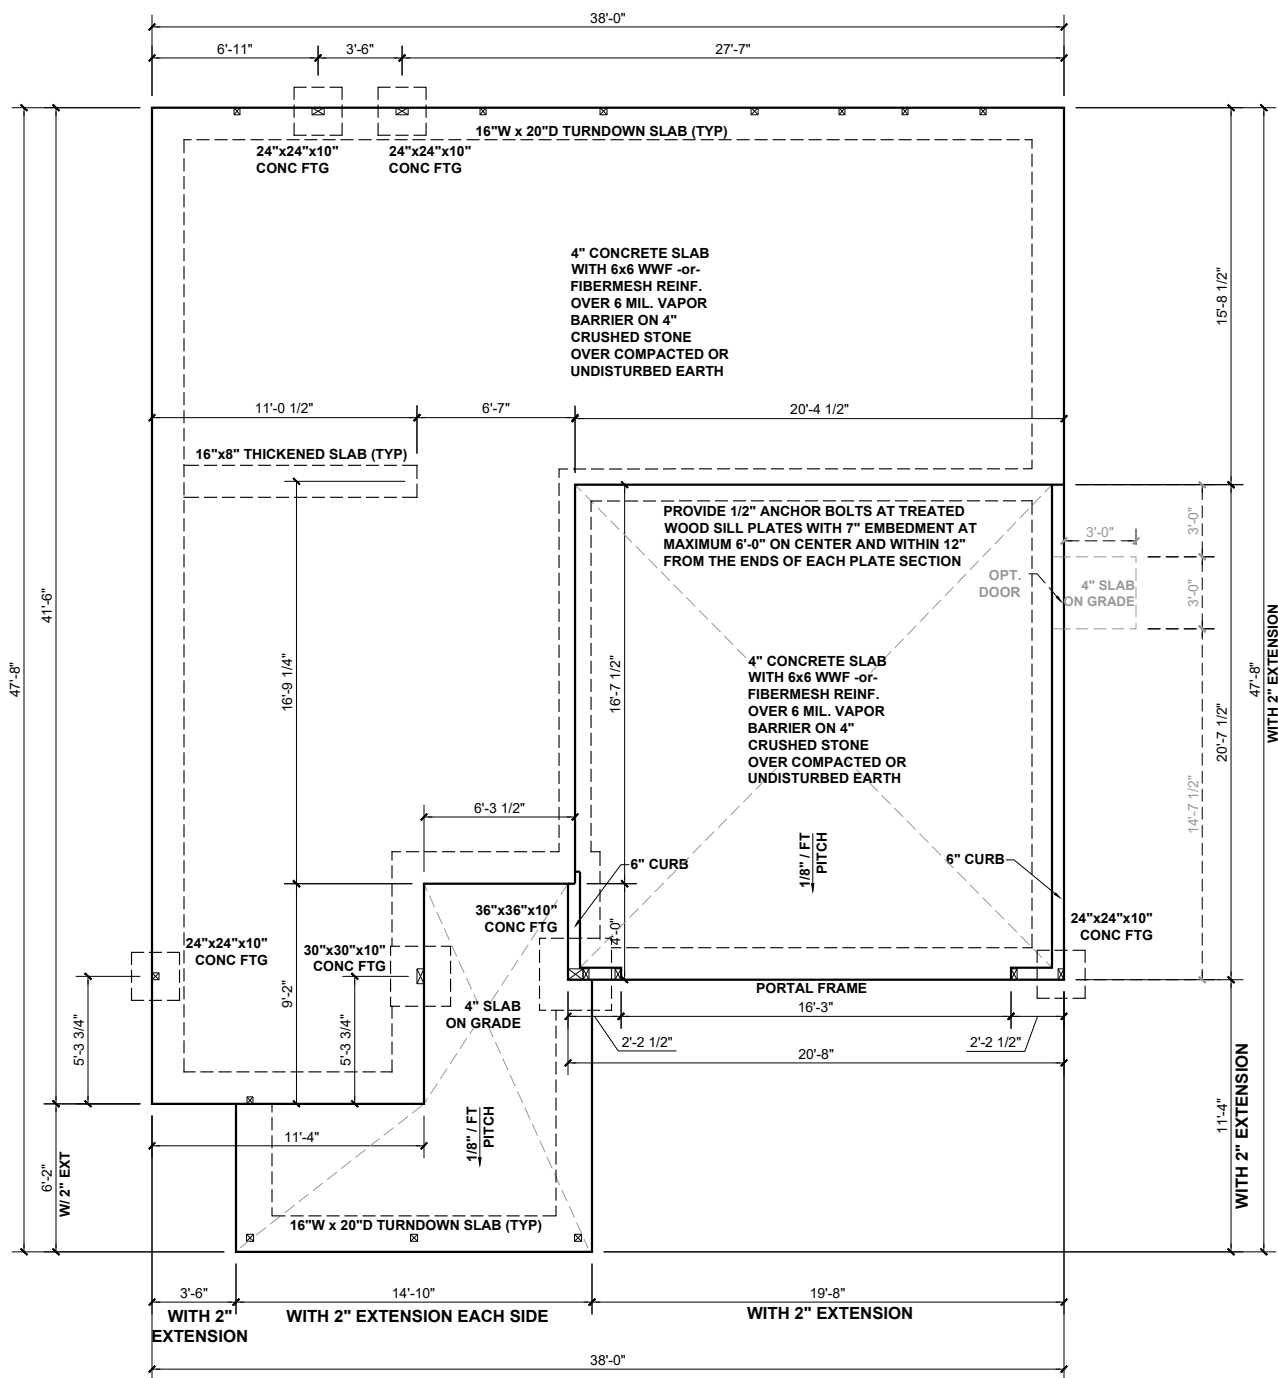 38'-0"
6'-11"
3'-6"
27'-7"
16"W x 20"D TURNDOWN SLAB (TYP)
24"x24"x10"
CONC FTG
24"x24"x10"
CONC FTG
4" CONCRETE SLAB
WITH 6x6 WWF -or-
FIBERMESH REINF.
OVER 6 MIL. VAPOR
BARRIER ON 4"
CRUSHED STONE
OVER COMPACTED OR
UNDISTURBED EARTH
15'-8 1/2"
11'-0 1/2"
6'-7"
20'-4 1/2"
16"x8" THICKENED SLAB (TYP)
PROVIDE 1/2" ANCHOR BOLTS AT TREATED
WOOD SILL PLATES WITH 7" EMBEDMENT AT
MAXIMUM 6'-0" ON CENTER AND WITHIN 12"
FROM THE ENDS OF EACH PLATE SECTION
3'-0"
3'-0"
OPT.
DOOR
4" SLAB
ON GRADE
3'-0"
41'-6"
47'-8"
16'-9 1/4"
16'-7 1/2"
4" CONCRETE SLAB
WITH 6x6 WWF -or-
FIBERMESH REINF.
OVER 6 MIL. VAPOR
BARRIER ON 4"
CRUSHED STONE
OVER COMPACTED OR
UNDISTURBED EARTH
20'-7 1/2"
47'-8"
WITH 2" EXTENSION
14'-7 1/2"
6'-3 1/2"
1/8" / FT
PITCH
6" CURB
6" CURB
36"x36"x10"
CONC FTG
4'-0"
24"x24"x10"
CONC FTG
24"x24"x10"
CONC FTG
30"x30"x10"
CONC FTG
9'-2"
4" SLAB
ON GRADE
PORTAL FRAME
16'-3"
5'-3 3/4"
5'-3 3/4"
2'-2 1/2"
2'-2 1/2"
20'-8"
11'-4"
WITH 2" EXTENSION
1/8" / FT
PITCH
11'-4"
6'-2"
W/ 2" EXT
16"W x 20"D TURNDOWN SLAB (TYP)
3'-6"
14'-10"
19'-8"
WITH 2"
EXTENSION
WITH 2" EXTENSION EACH SIDE
WITH 2" EXTENSION
38'-0"